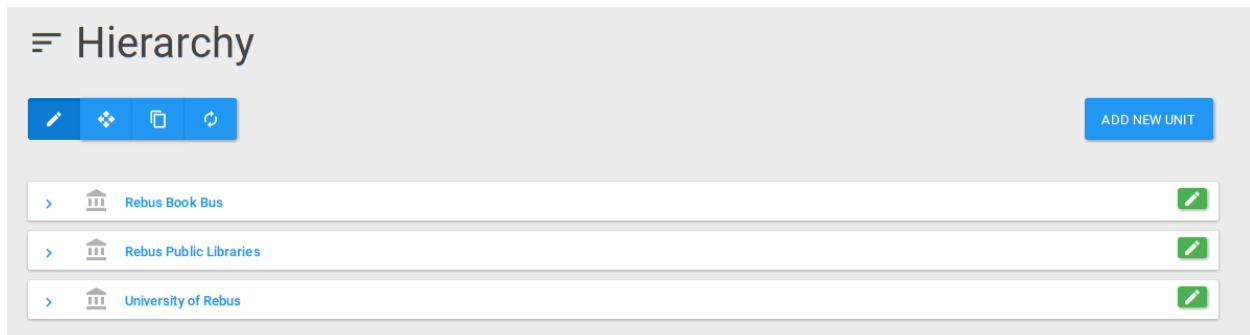 Hierarchy
ADD NEW UNIT
Rebus Book Bus
Rebus Public Libraries
University of Rebus